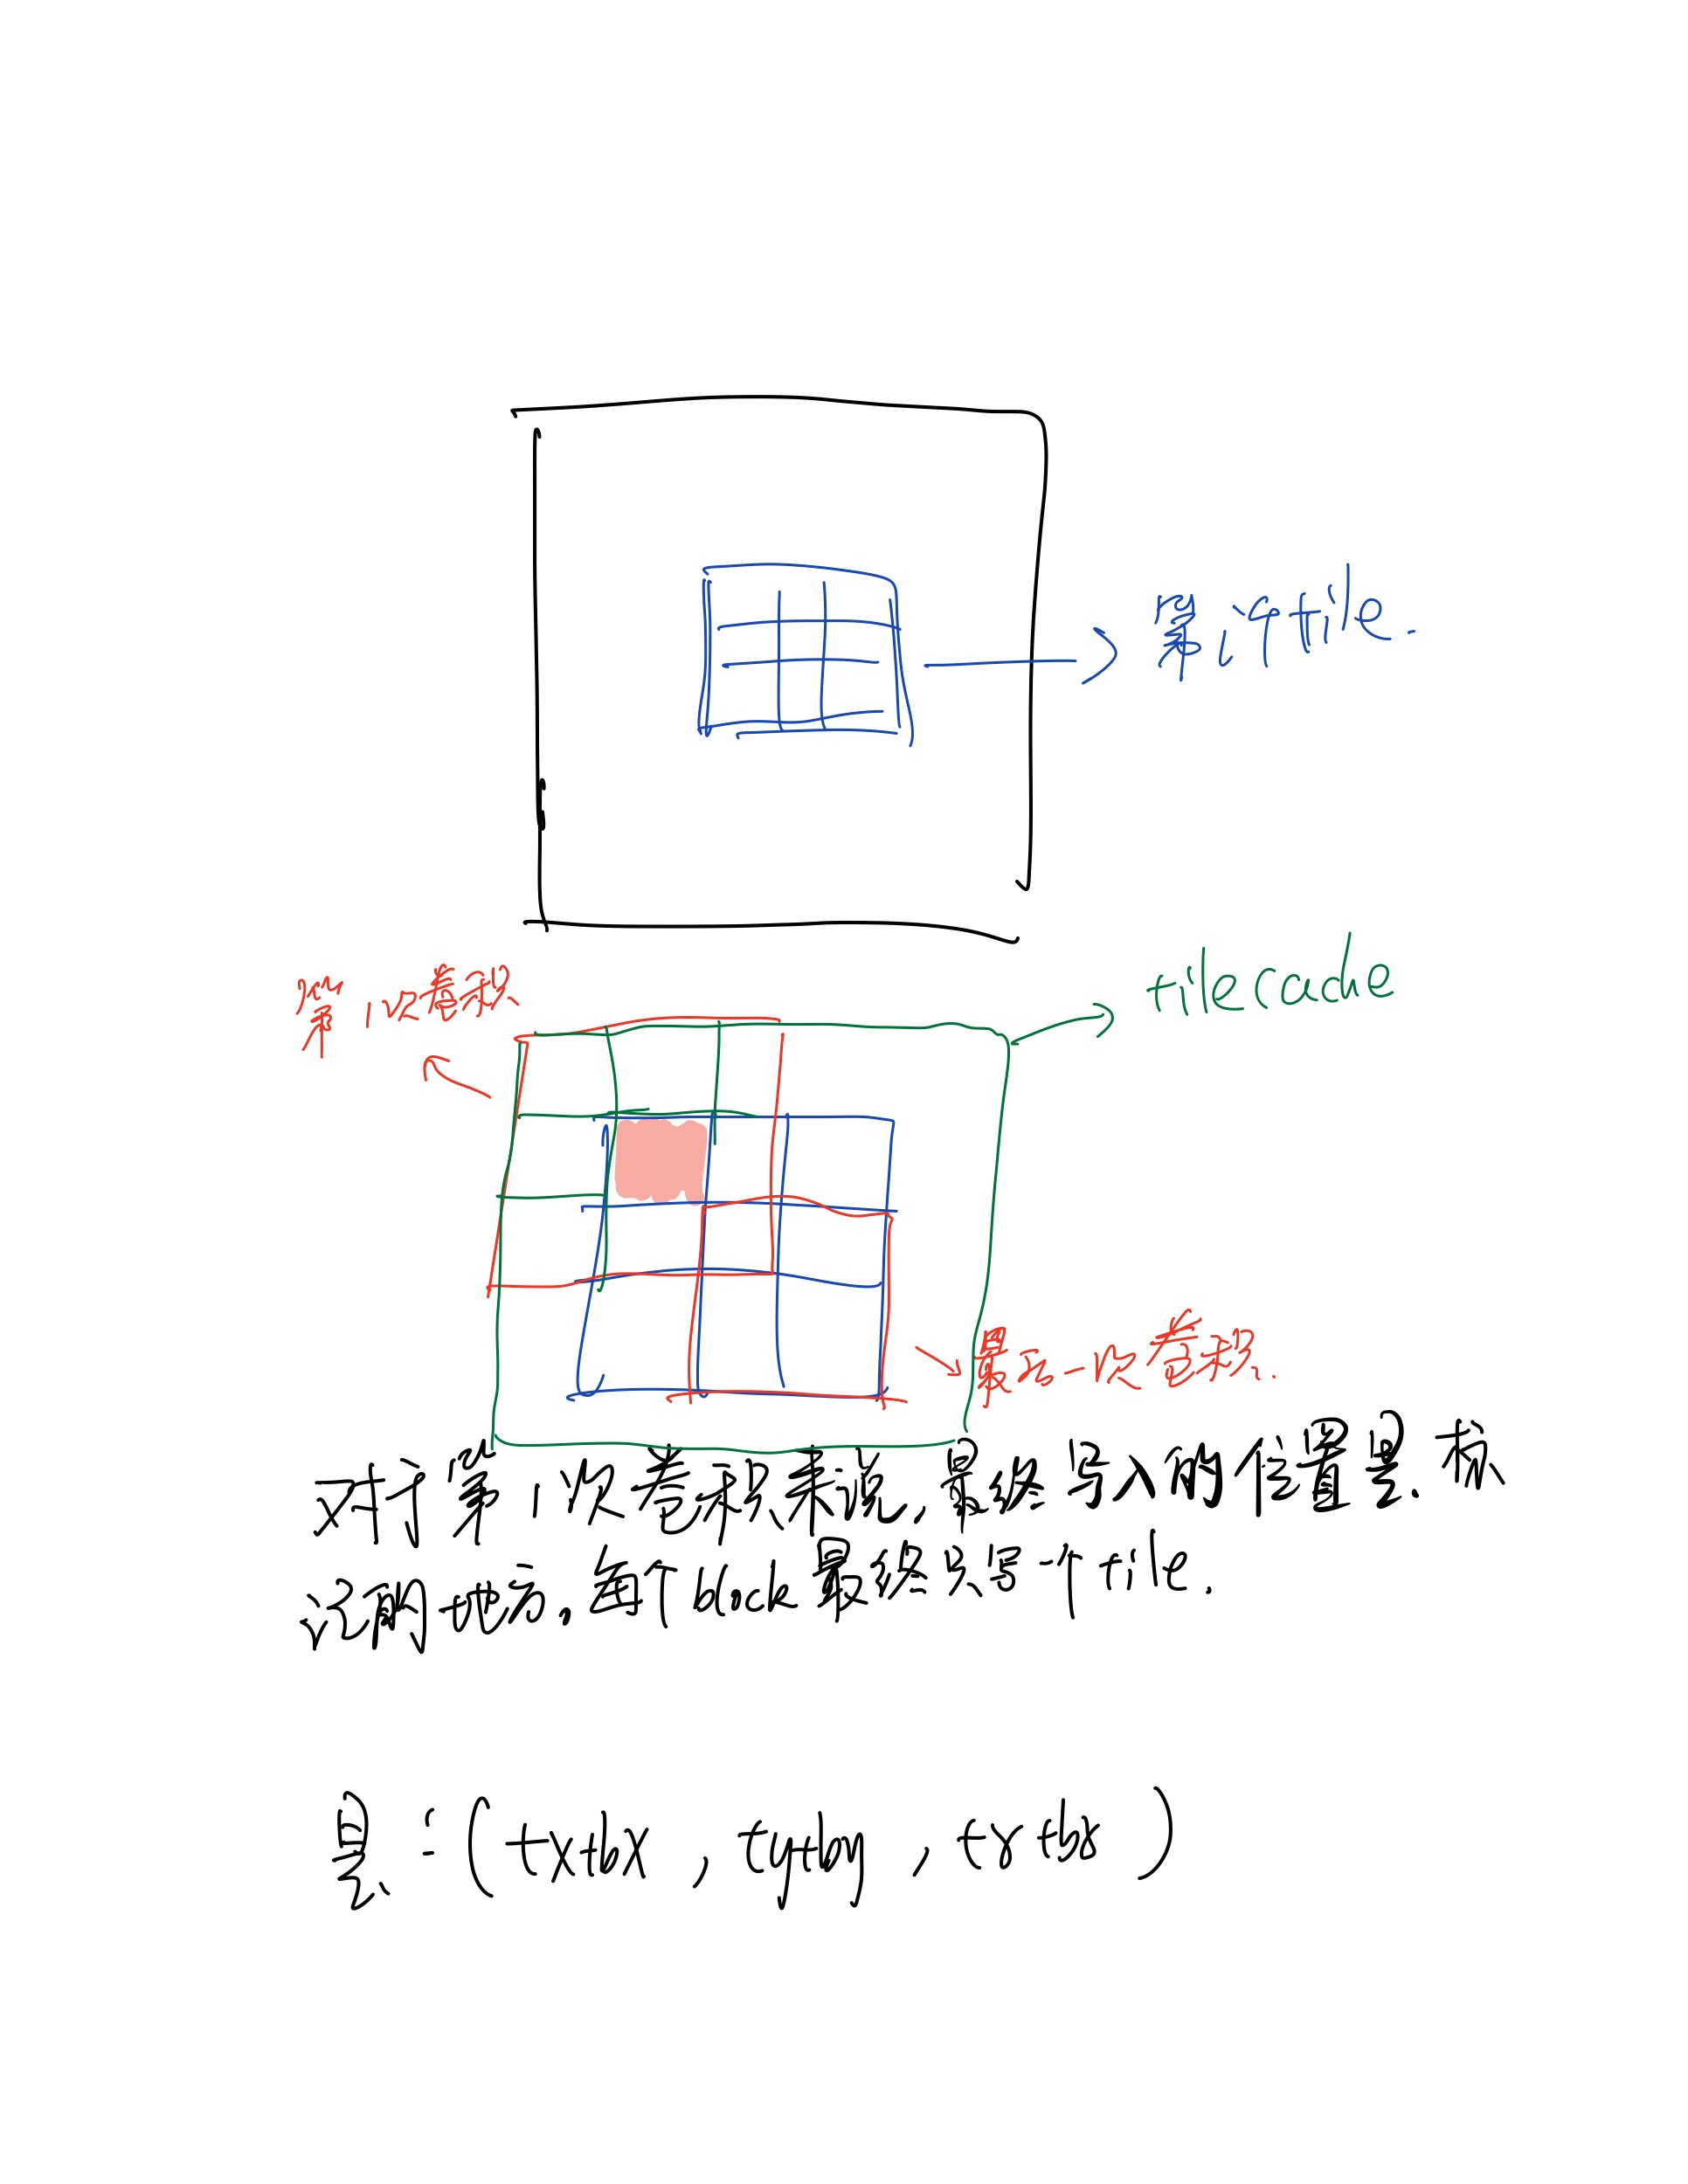 第1个tile.
tilecache
第1次卷积
最后一次卷积.
对于第1次卷积来说,最终写入的位置是标
记的地方,每个block最终只写一个tile.
是:(tx+bx,ty+by,tz+bz)